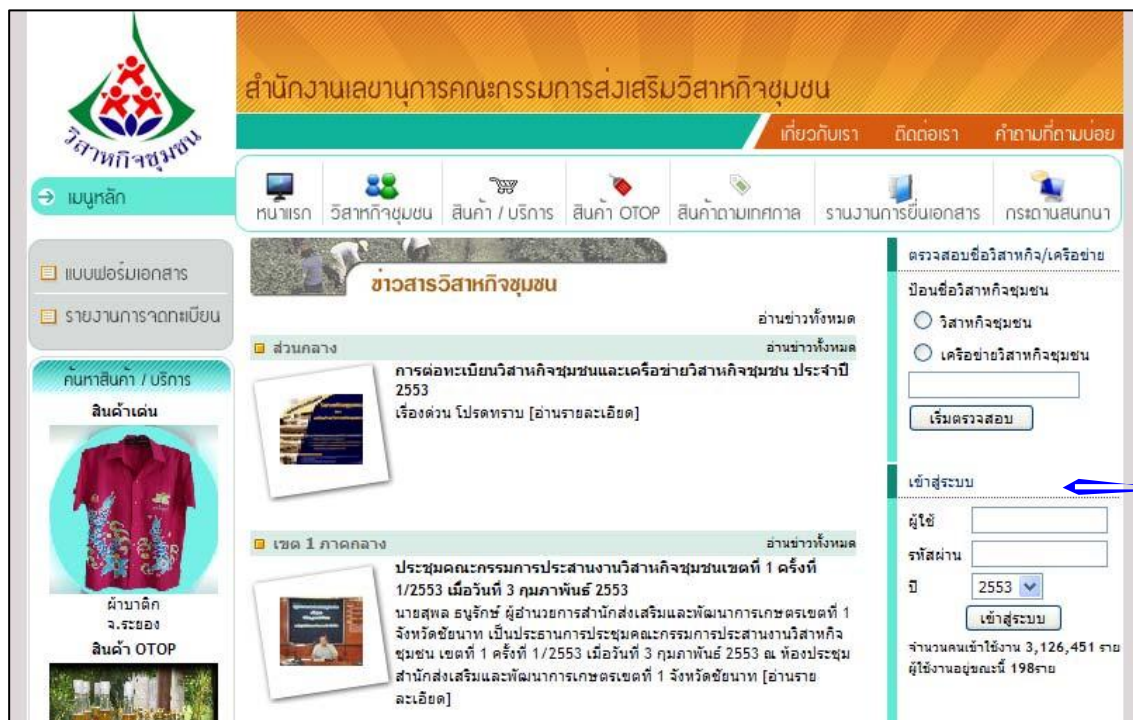 สำนักงานเลขานุการคณะกรรมการส่งเสริมวิสาหกิจชุมชน
เกี่ยวกับเรา ติดต่อเรา คำถามที่ถามบ่อย
วิสาหกิจชุมชน
เมนูหลัก
หน้าแรก วิสาหกิจชุมชน สินค้า / บริการ สินค้า OTOP สินค้าตามเทศกาล รายงานการยื่นเอกสาร กระดานสนทนา
แบบฟอร์มเอกสาร
รายงานการจดทะเบียน
ค้นหาสินค้า / บริการ
สินค้าเด่น
ผ้าบาติก
จ.ระยอง
สินค้า OTOP
ข่าวสารวิสาหกิจชุมชน
อ่านข่าวทั้งหมด
ส่วนกลาง อ่านข่าวทั้งหมด
การต่อทะเบียนวิสาหกิจชุมชนและเครือข่ายวิสาหกิจชุมชน ประจำปี
2553
เรื่องด่วน โปรดทราบ [อ่านรายละเอียด]
เขต 1 ภาคกลาง อ่านข่าวทั้งหมด
ประชุมคณะกรรมการประสานงานวิสาหกิจชุมชนเขตที่ 1 ครั้งที่
1/2553 เมื่อวันที่ 3 กุมภาพันธ์ 2553
นายสุพล ธนูรักษ์ ผู้อำนวยการสำนักส่งเสริมและพัฒนาการเกษตรเขตที่ 1
จังหวัดชัยนาท เป็นประธานการประชุมคณะกรรมการประสานงานวิสาหกิจ
ชุมชน เขตที่ 1 ครั้งที่ 1/2553 เมื่อวันที่ 3 กุมภาพันธ์ 2553 ณ ห้องประชุม
สำนักส่งเสริมและพัฒนาการเกษตรเขตที่ 1 จังหวัดชัยนาท [อ่านราย
ละเอียด]
ตรวจสอบชื่อวิสาหกิจ/เครือข่าย
ป้อนชื่อวิสาหกิจชุมชน
วิสาหกิจชุมชน
เครือข่ายวิสาหกิจชุมชน
เริ่มตรวจสอบ
เข้าสู่ระบบ
ผู้ใช้
รหัสผ่าน
ปี 2553
เข้าสู่ระบบ
จำนวนคนเข้าใช้งาน 3,126,451 ราย
ผู้ใช้งานอยู่ขณะนี้ 198ราย